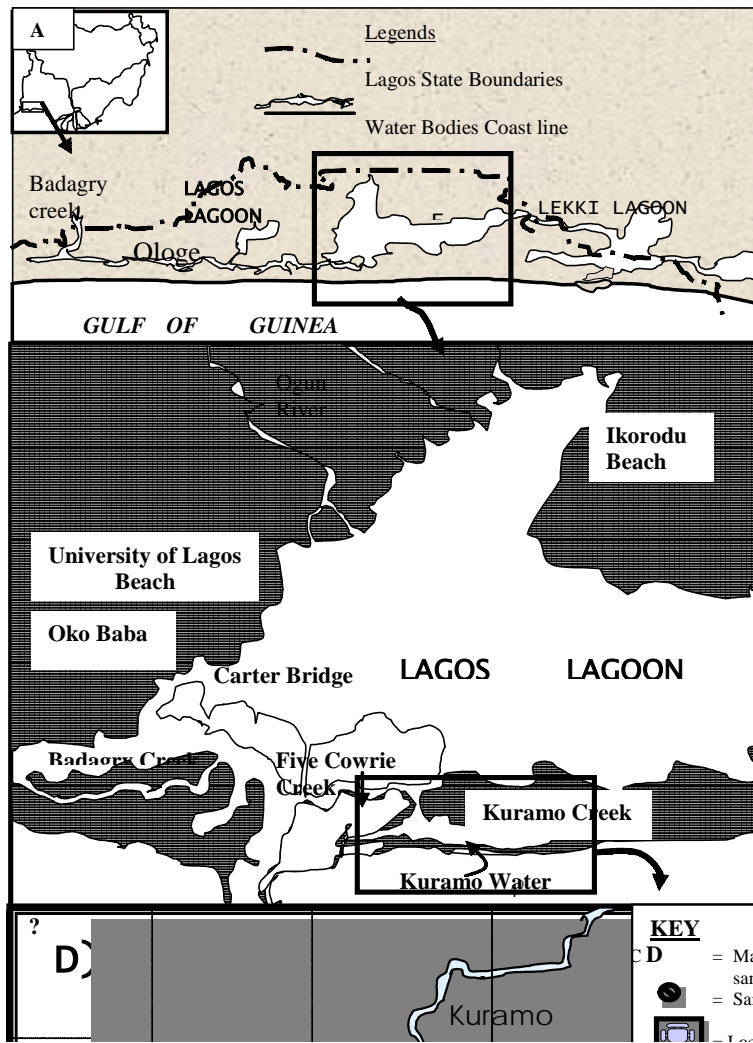 A
Legends
Lagos State Boundaries
Water Bodies Coast line
Badagry
creek
LAGOS
LAGOON
Ologe
LEKKI LAGOON
GULF OF GUINEA
Ogun
River
Ikorodu
Beach
University of Lagos
Beach
Oko Baba
Carter Bridge
LAGOS LAGOON
Badagry Creek
Five Cowrie
Creek
Kuramo Creek
Kuramo Water
?
D)
Kuramo
KEY
C D =
=
=